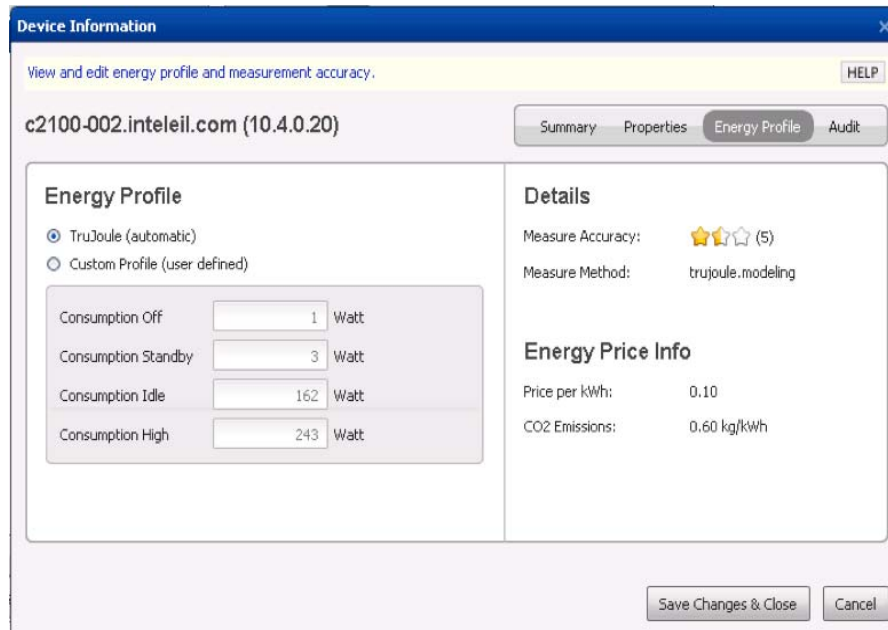 Device Information
View and edit energy profile and measurement accuracy.
HELP
c2100-002.inteleil.com (10.4.0.20)
Summary Properties Energy Profile Audit
Energy Profile
TruJoule (automatic)
Custom Profile (user defined)
Consumption Off 1 Watt
Consumption Standby 3 Watt
Consumption Idle 162 Watt
Consumption High 243 Watt
Details
Measure Accuracy: (5)
Measure Method: trujoule.modeling
Energy Price Info
Price per kWh: 0.10
CO2 Emissions: 0.60 kg/kWh
Save Changes & Close Cancel